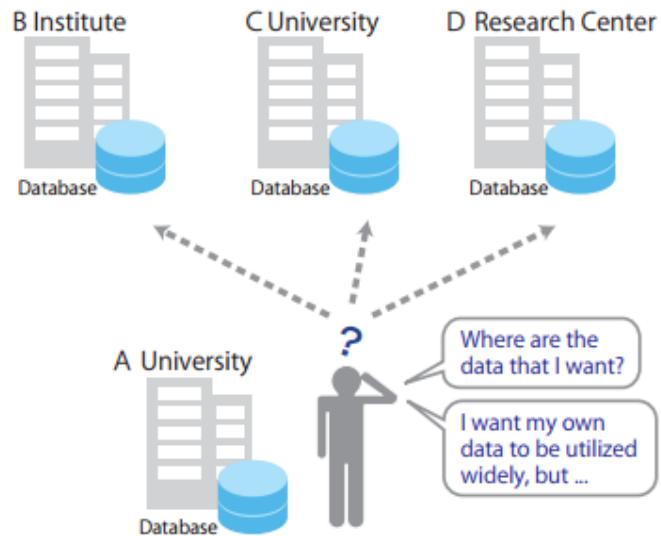 B Institute
C University
D Research Center
Database
Database
Database
?
Where are the
data that I want?
A University
I want my own
data to be utilized
widely, but ...
Database